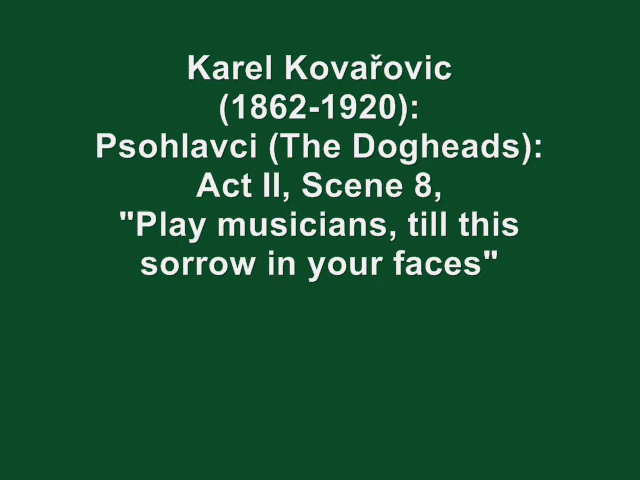 Karel Kovařovic
(1862-1920):
Psohlavci (The Dogheads):
Act II, Scene 8,
"Play musicians, till this
sorrow in your faces"